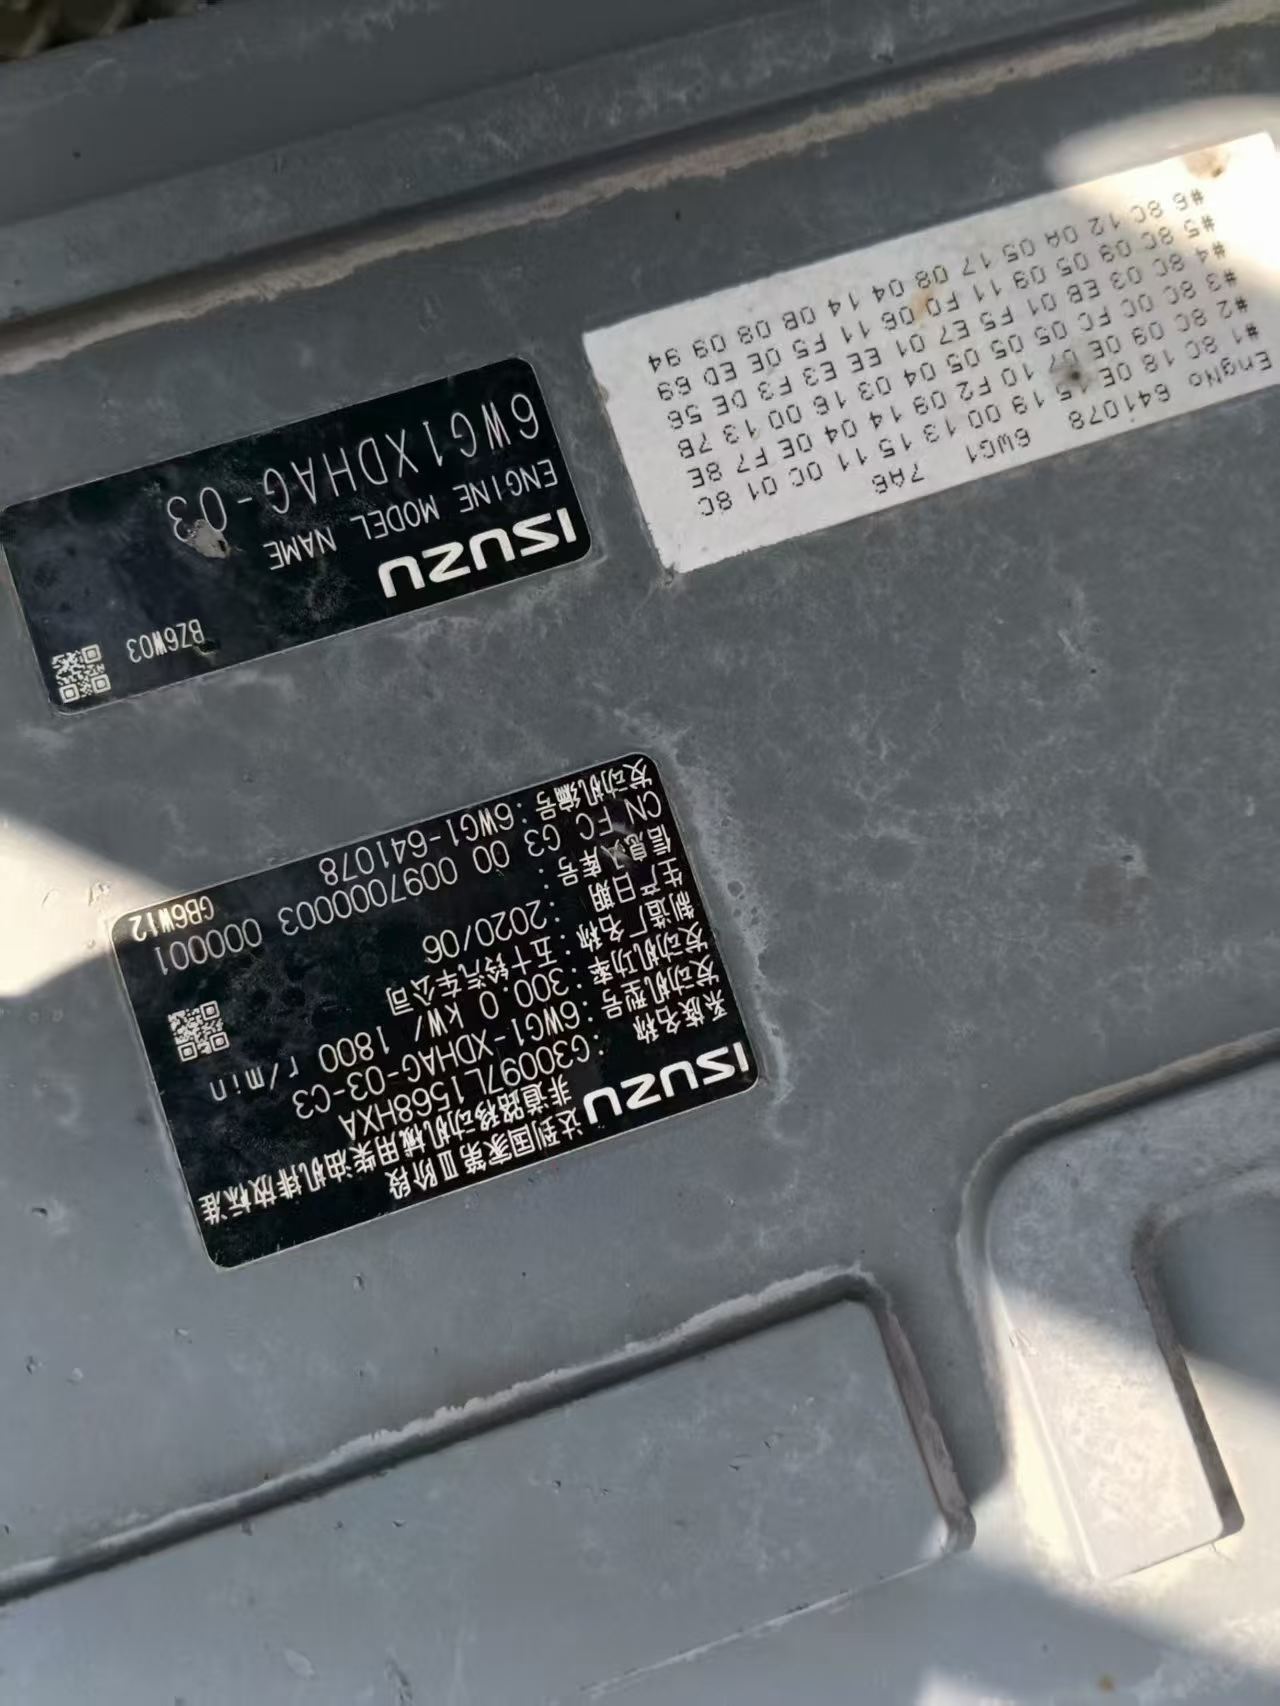 ISUZU
达到国家第Ⅲ阶段
非道路移动机械用柴油机排放标准
系族名称 : G30097L1568HXA
发动机型号 : 6WG1-XDHAG-03-C3
发动机功率 : 300.0 kW/ 1800 r/min
制造厂名称 : 五十铃汽车公司
生产日期 : 2020/06
信息入库号 :
CN FC G3 00 0097000003 000001
发动机编号 : 6WG1-641078
GB6W12
ISUZU
ENGINE MODEL NAME
6WG1XDHAG-03
BZ6W03
EngNo 641078 6WG1 7A6
#1 8C 18 0E 15 19 00 13 15 11 0C 01 8C
#2 8C 09 0E 07 10 F2 09 14 04 0E F7 8E
#3 8C 0C FC 05 05 04 03 16 00 13 7B
#4 8C 03 EB 01 F5 E7 01 EE E3 F3 DE 56
#5 8C 09 05 09 11 F0 06 11 F5 0E ED 69
#6 8C 12 0A 05 17 08 04 14 0B 08 09 94